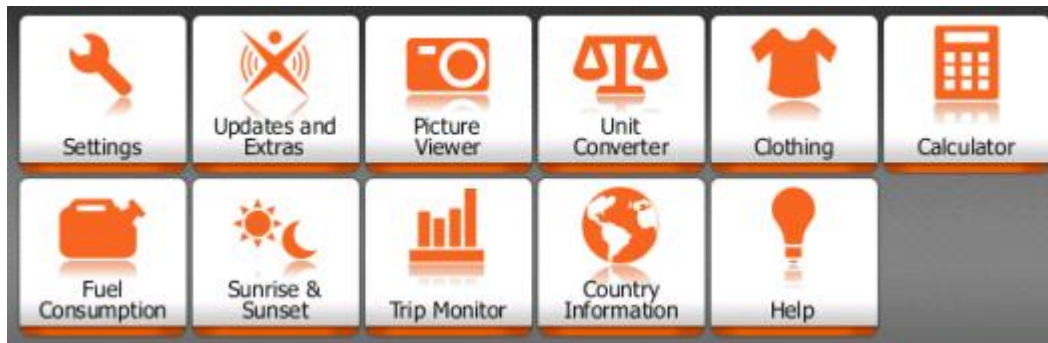 Settings
Updates and
Extras
Picture
Viewer
Unit
Converter
Clothing
Calculator
Fuel
Consumption
Sunrise &
Sunset
Trip Monitor
Country
Information
Help